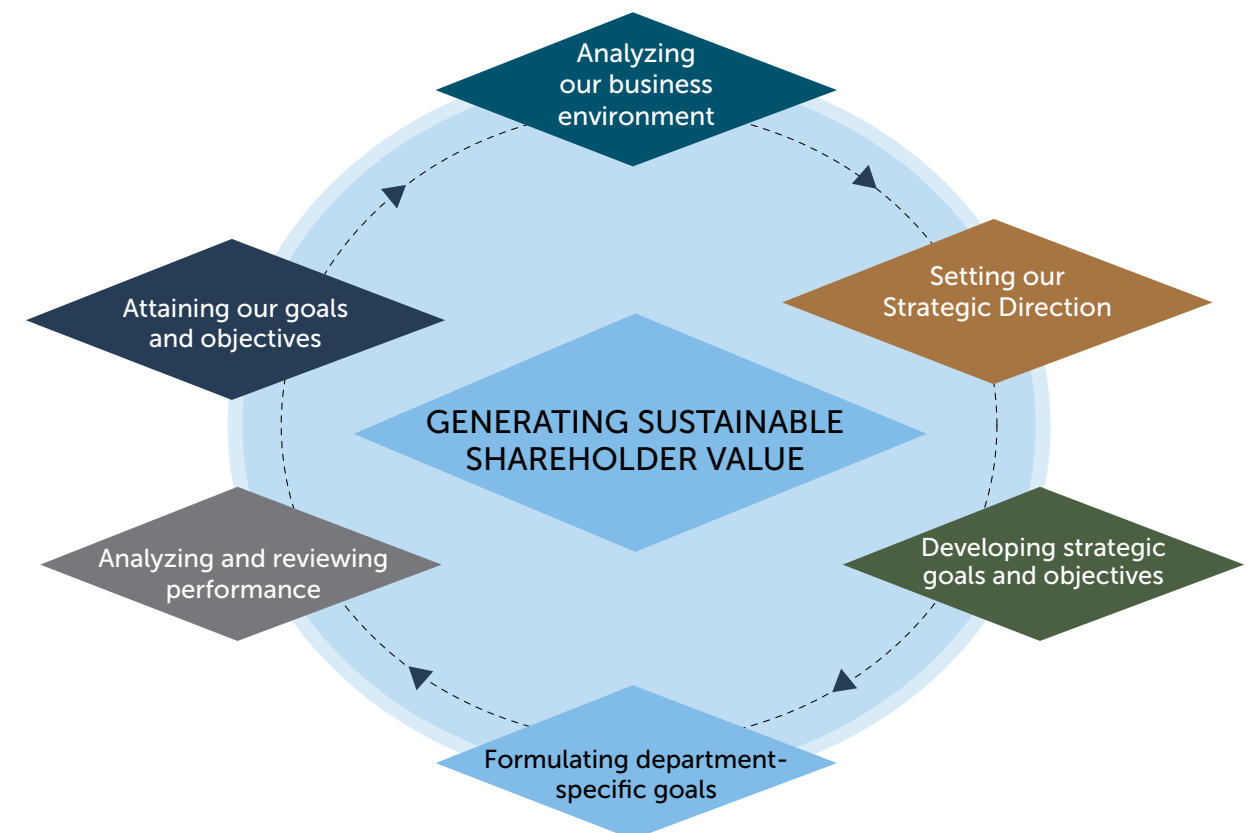 Analyzing
our business
environment
Setting our
Strategic Direction
Developing strategic
goals and objectives
Formulating department-
specific goals
Analyzing and reviewing
performance
Attaining our goals
and objectives
GENERATING SUSTAINABLE
SHAREHOLDER VALUE